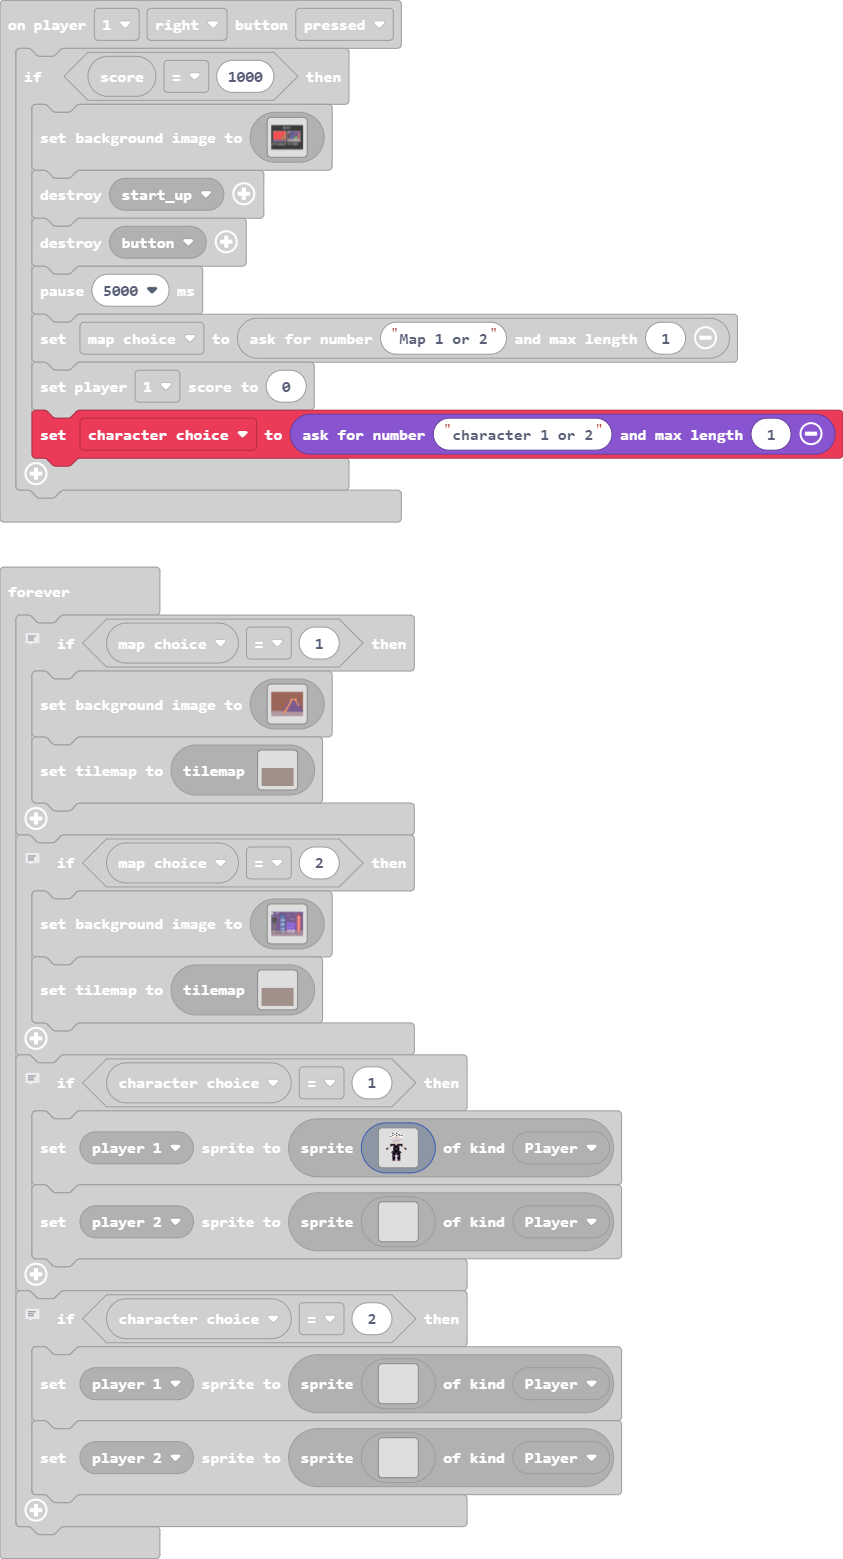 on player 1 right button pressed
if score = 1000 then
set background image to
destroy start_up
destroy button
pause 5000 ms
set map choice to ask for number "Map 1 or 2" and max length 1
set player 1 score to 0
set character choice to ask for number "character 1 or 2" and max length 1
forever
if map choice = 1 then
set background image to
set tilemap to tilemap
if map choice = 2 then
set background image to
set tilemap to tilemap
if character choice = 1 then
set player 1 sprite to sprite of kind Player
set player 2 sprite to sprite of kind Player
if character choice = 2 then
set player 1 sprite to sprite of kind Player
set player 2 sprite to sprite of kind Player